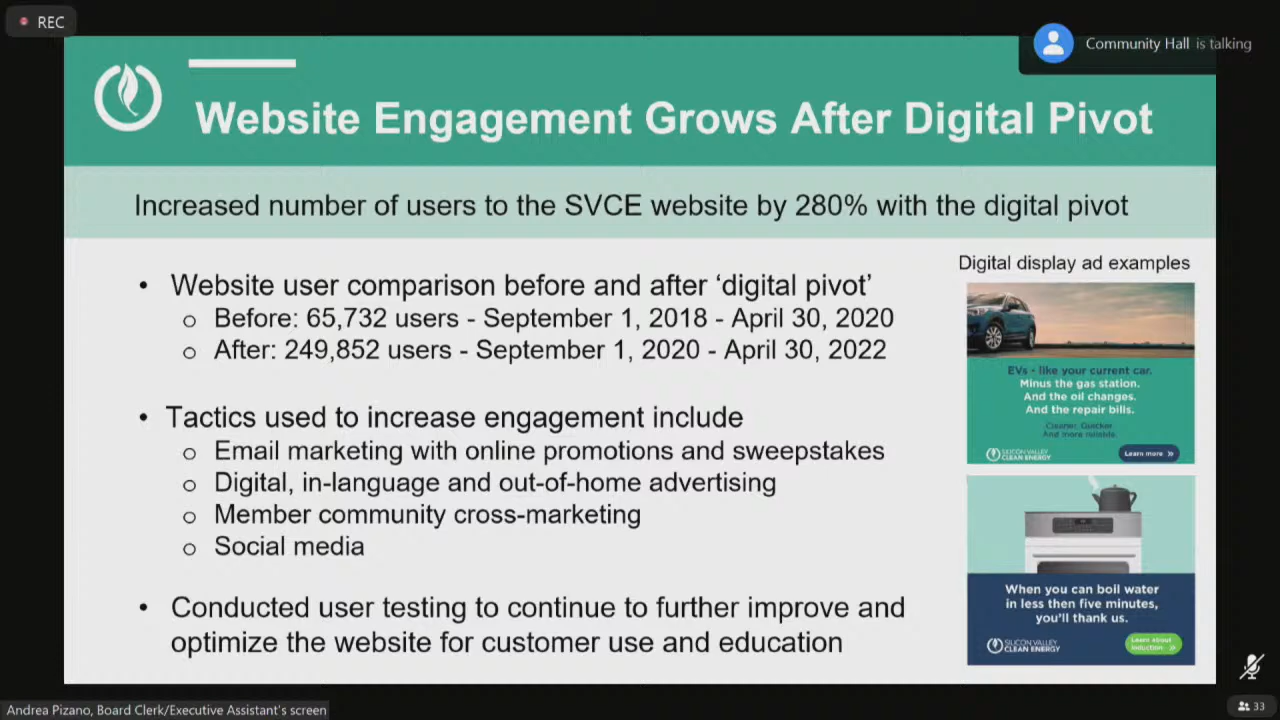 REC
Community Hall is talking
Website Engagement Grows After Digital Pivot
Increased number of users to the SVCE website by 280% with the digital pivot
• Website user comparison before and after ‘digital pivot’
o Before: 65,732 users - September 1, 2018 - April 30, 2020
o After: 249,852 users - September 1, 2020 - April 30, 2022
• Tactics used to increase engagement include
o Email marketing with online promotions and sweepstakes
o Digital, in-language and out-of-home advertising
o Member community cross-marketing
o Social media
• Conducted user testing to continue to further improve and
optimize the website for customer use and education
Digital display ad examples
EVs - like your current car.
Minus the gas station.
And the oil changes.
And the repair bills.
Cleaner. Quicker.
And more reliable.
SILICON VALLEY
CLEAN ENERGY
Learn more »
When you can boil water
in less then five minutes,
you'll thank us.
SILICON VALLEY
CLEAN ENERGY
Learn about
induction »
Andrea Pizano, Board Clerk/Executive Assistant's screen
33